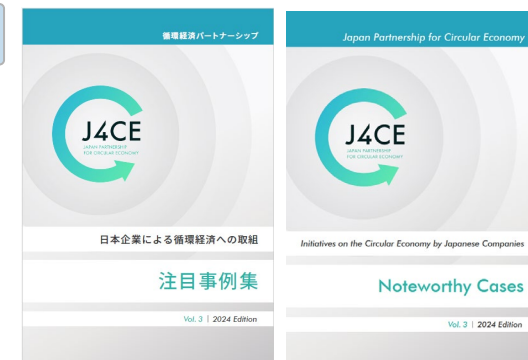 循環経済パートナーシップ
J4CE
JAPAN PARTNERSHIP
FOR CIRCULAR ECONOMY
日本企業による循環経済への取組
注目事例集
Vol. 3 | 2024 Edition
Japan Partnership for Circular Economy
J4CE
JAPAN PARTNERSHIP
FOR CIRCULAR ECONOMY
Initiatives on the Circular Economy by Japanese Companies
Noteworthy Cases
Vol. 3 | 2024 Edition